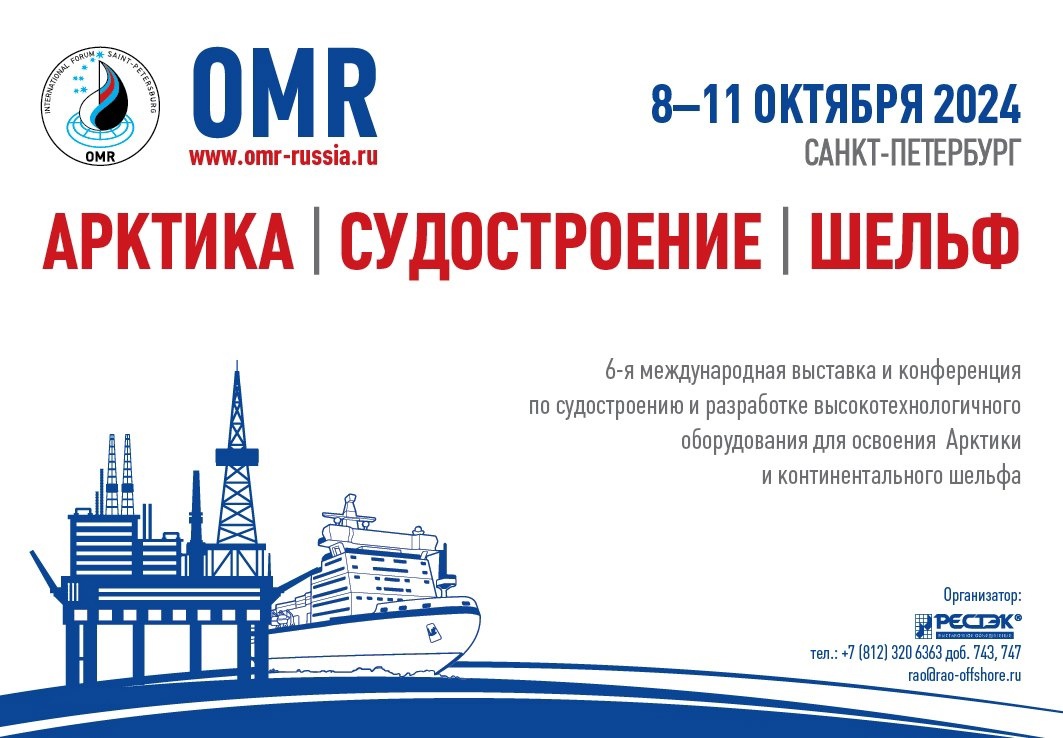 INTERNATIONAL FORUM SAINT-PETERSBURG
OMR
OMR
www.omr-russia.ru
8–11 ОКТЯБРЯ 2024
САНКТ-ПЕТЕРБУРГ
АРКТИКА | СУДОСТРОЕНИЕ | ШЕЛЬФ
6-я международная выставка и конференция
по судостроению и разработке высокотехнологичного
оборудования для освоения Арктики
и континентального шельфа
Организатор:
РЕСТЭК®
ВЫСТАВОЧНОЕ ОБЪЕДИНЕНИЕ
тел.: +7 (812) 320 6363 доб. 743, 747
rao@rao-offshore.ru